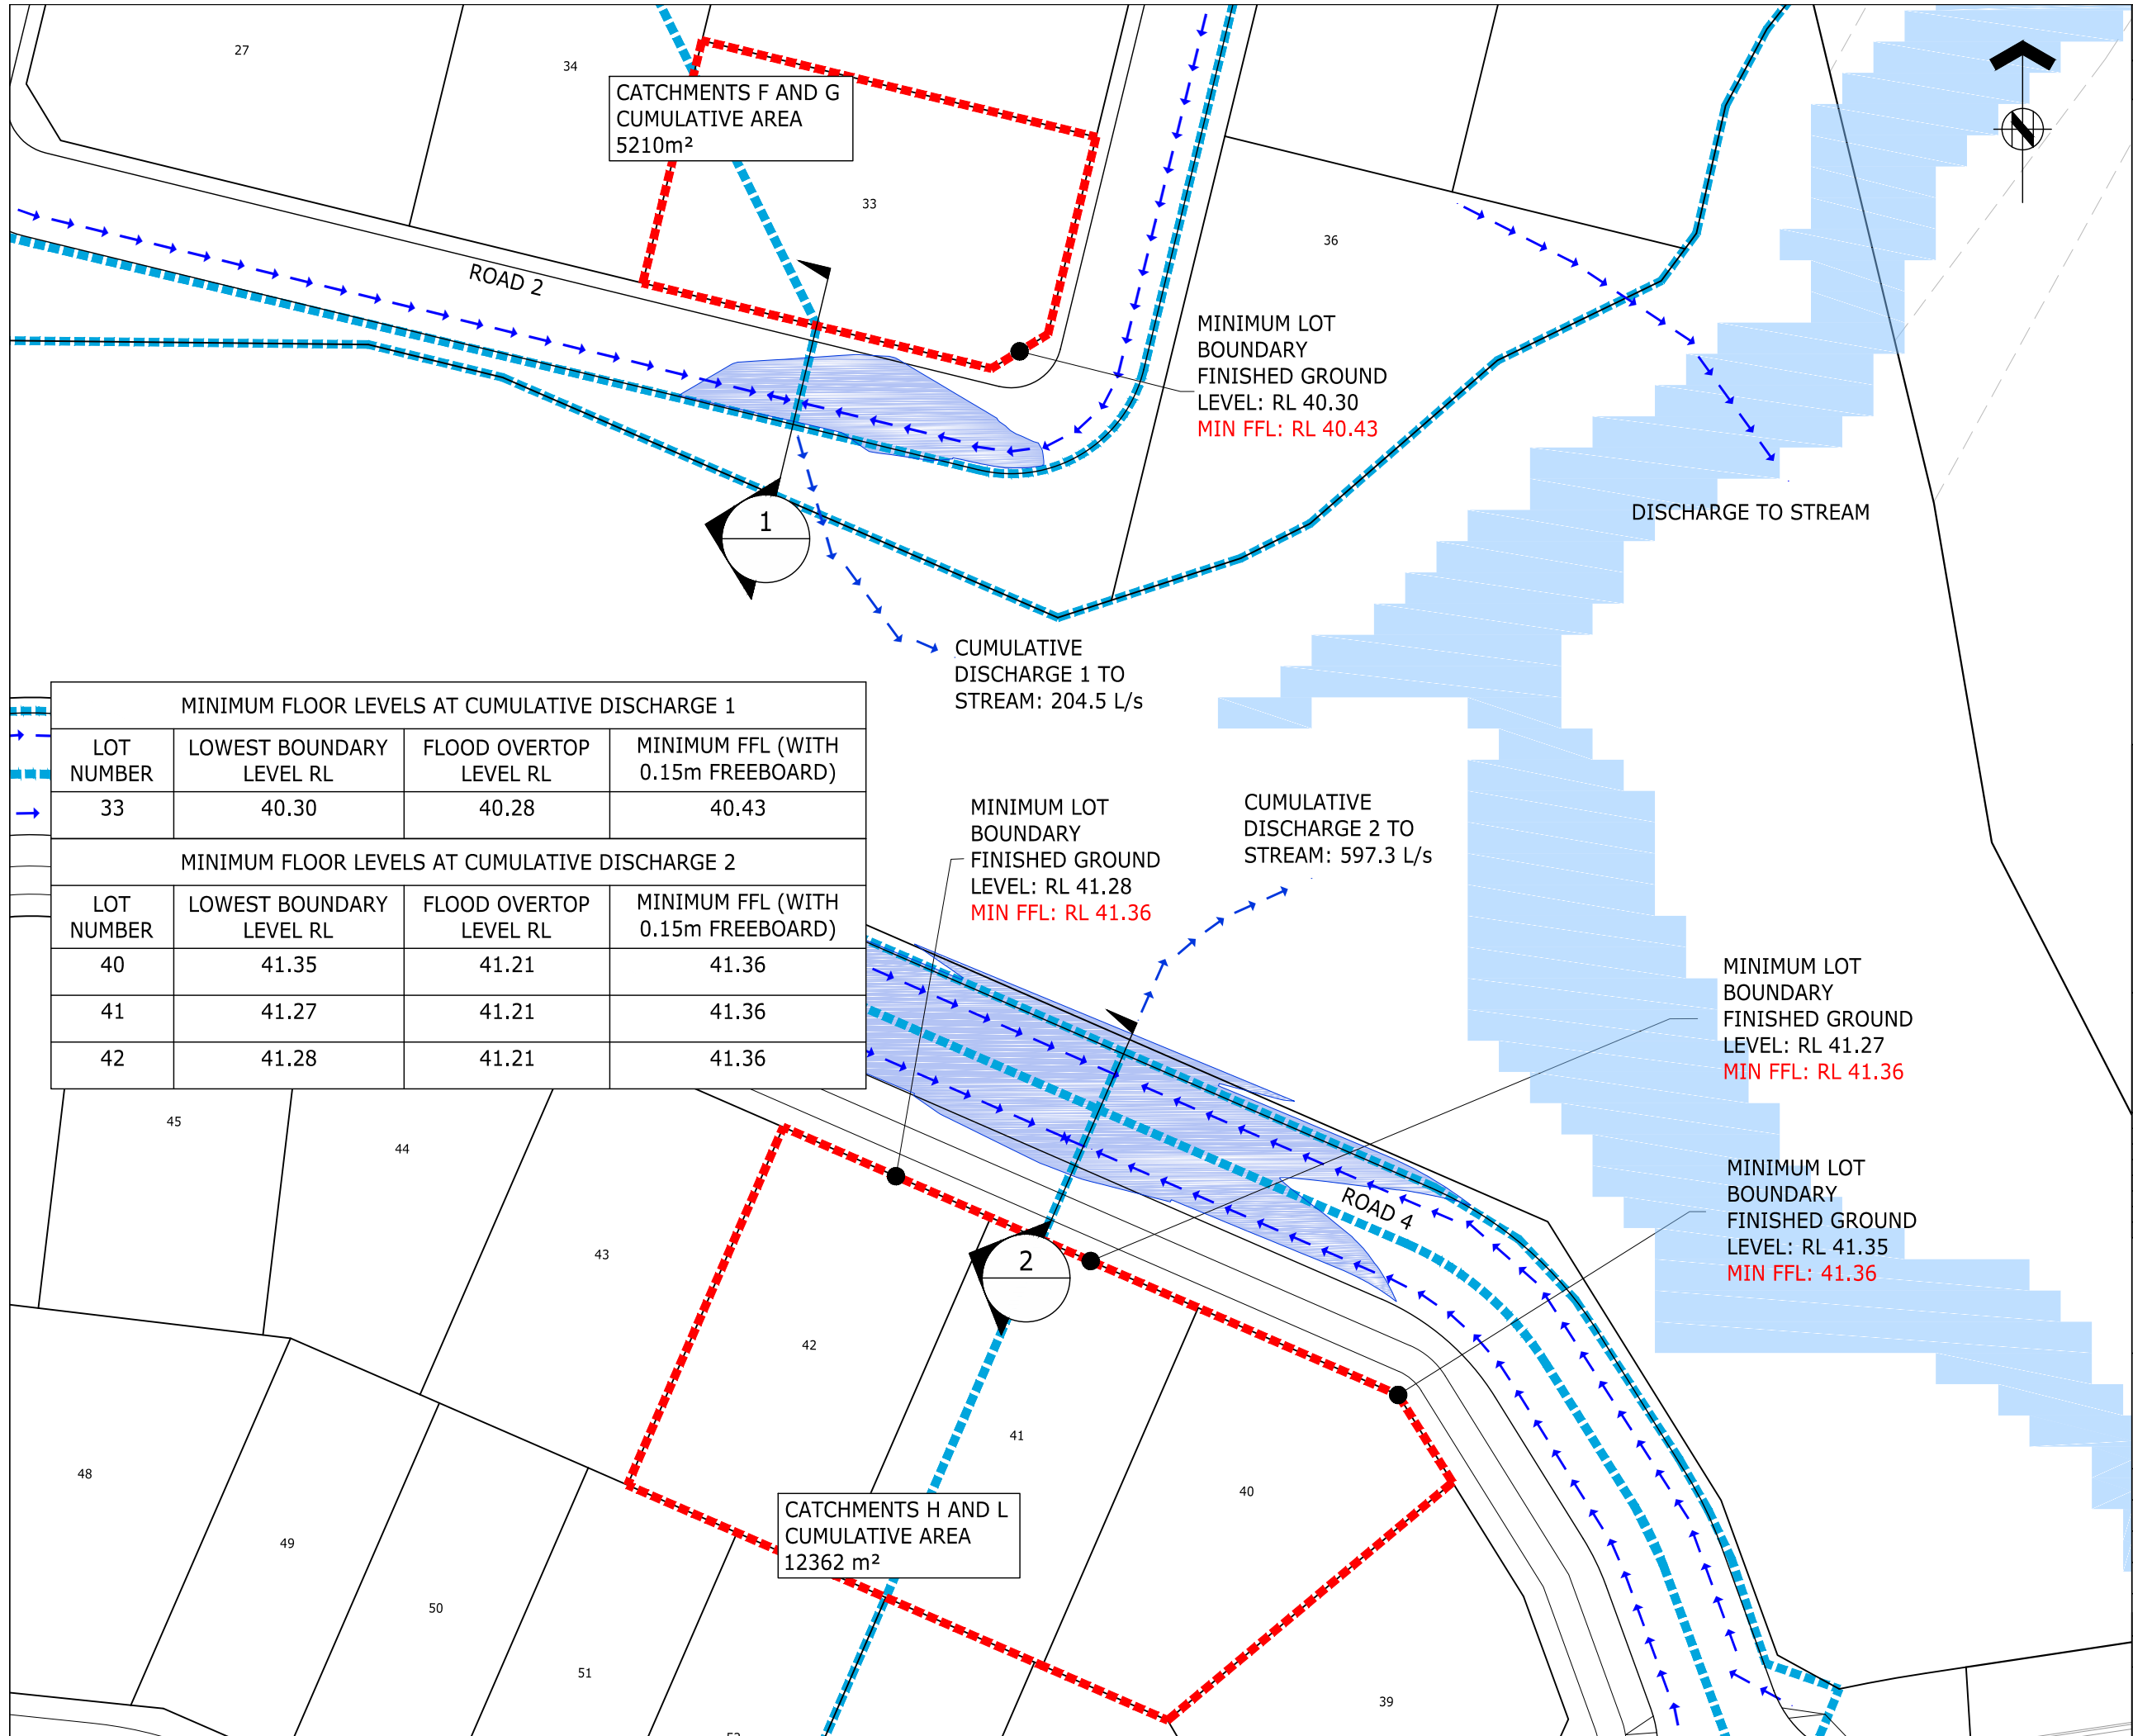 27
34
CATCHMENTS F AND G
CUMULATIVE AREA
5210m²
33
36
ROAD 2
MINIMUM LOT
BOUNDARY
FINISHED GROUND
LEVEL: RL 40.30
MIN FFL: RL 40.43
DISCHARGE TO STREAM
1
CUMULATIVE
DISCHARGE 1 TO
STREAM: 204.5 L/s
MINIMUM FLOOR LEVELS AT CUMULATIVE DISCHARGE 1
LOT NUMBER LOWEST BOUNDARY LEVEL RL FLOOD OVERTOP LEVEL RL MINIMUM FFL (WITH 0.15m FREEBOARD)
33 40.30 40.28 40.43
MINIMUM FLOOR LEVELS AT CUMULATIVE DISCHARGE 2
LOT NUMBER LOWEST BOUNDARY LEVEL RL FLOOD OVERTOP LEVEL RL MINIMUM FFL (WITH 0.15m FREEBOARD)
40 41.35 41.21 41.36
41 41.27 41.21 41.36
42 41.28 41.21 41.36
MINIMUM LOT
BOUNDARY
FINISHED GROUND
LEVEL: RL 41.28
MIN FFL: RL 41.36
CUMULATIVE
DISCHARGE 2 TO
STREAM: 597.3 L/s
MINIMUM LOT
BOUNDARY
FINISHED GROUND
LEVEL: RL 41.27
MIN FFL: RL 41.36
MINIMUM LOT
BOUNDARY
FINISHED GROUND
LEVEL: RL 41.35
MIN FFL: 41.36
ROAD 4
45
44
43
2
42
41
40
48
49
CATCHMENTS H AND L
CUMULATIVE AREA
12362 m²
50
51
39